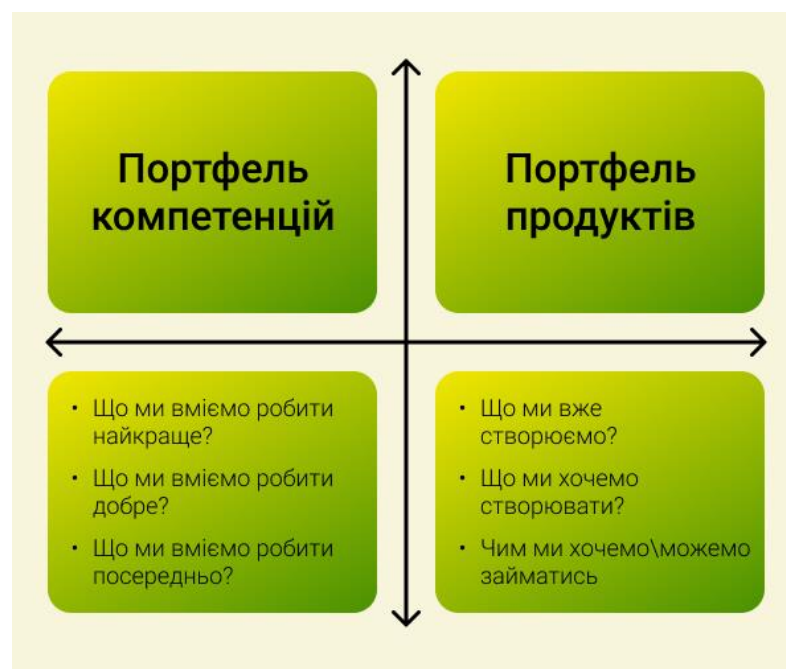 Портфель
компетенцій
Портфель
продуктів
• Що ми вміємо робити
найкраще?
• Що ми вміємо робити
добре?
• Що ми вміємо робити
посередньо?
• Що ми вже
створюємо?
• Що ми хочемо
створювати?
• Чим ми хочемо\можемо
займатись